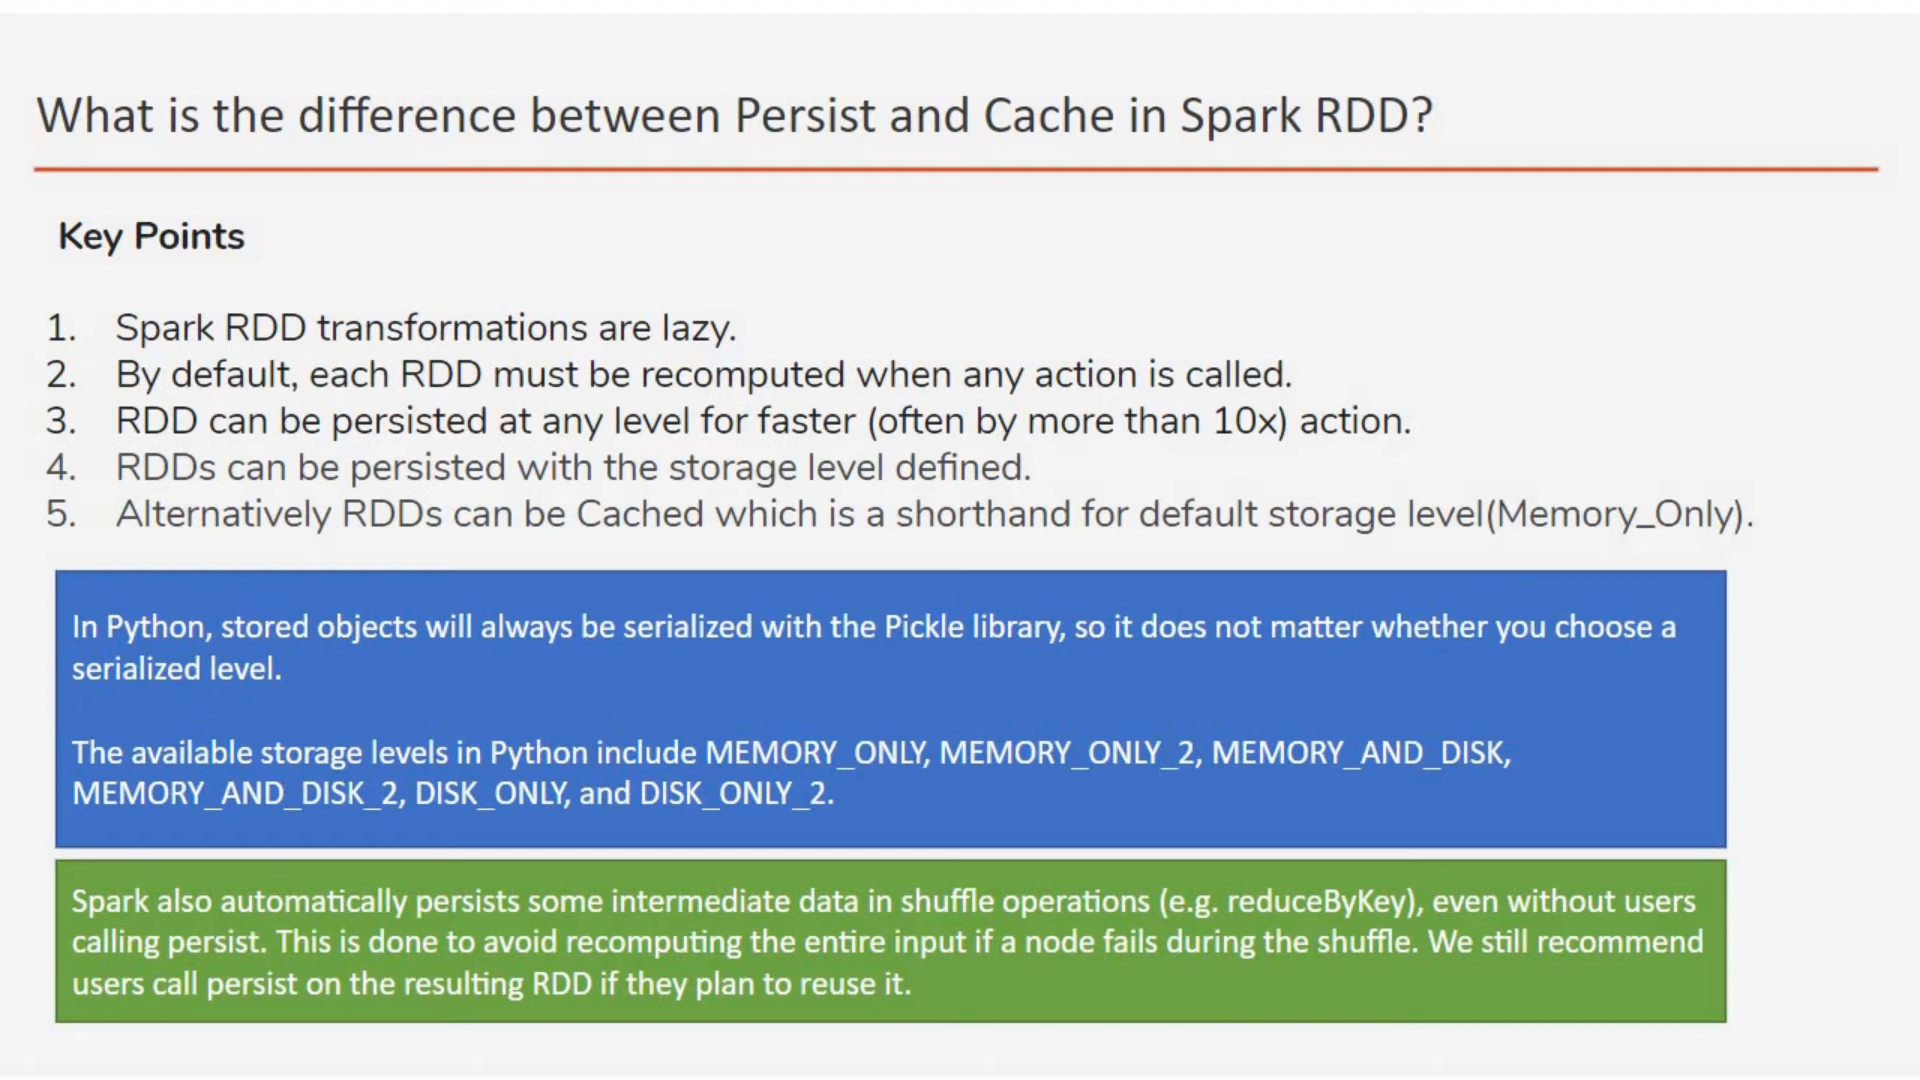 What is the difference between Persist and Cache in Spark RDD?
Key Points
1. Spark RDD transformations are lazy.
2. By default, each RDD must be recomputed when any action is called.
3. RDD can be persisted at any level for faster (often by more than 10x) action.
4. RDDs can be persisted with the storage level defined.
5. Alternatively RDDs can be Cached which is a shorthand for default storage level(Memory_Only).
In Python, stored objects will always be serialized with the Pickle library, so it does not matter whether you choose a
serialized level.
The available storage levels in Python include MEMORY_ONLY, MEMORY_ONLY_2, MEMORY_AND_DISK,
MEMORY_AND_DISK_2, DISK_ONLY, and DISK_ONLY_2.
Spark also automatically persists some intermediate data in shuffle operations (e.g. reduceByKey), even without users
calling persist. This is done to avoid recomputing the entire input if a node fails during the shuffle. We still recommend
users call persist on the resulting RDD if they plan to reuse it.